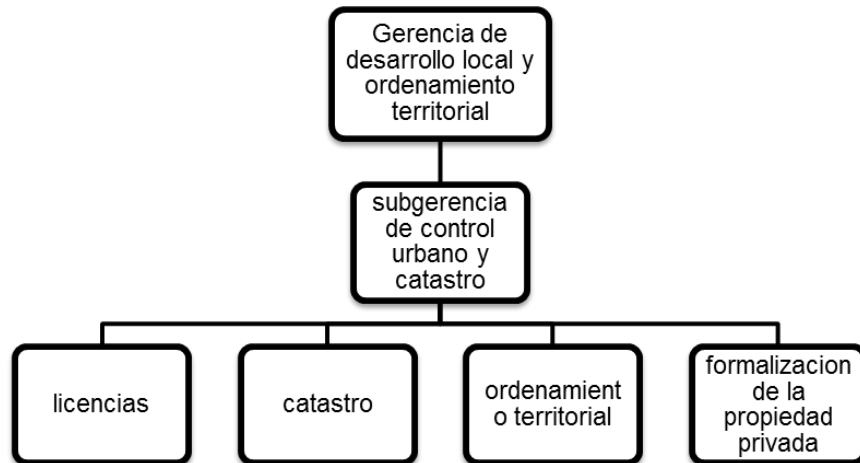 Gerencia de
desarrollo local y
ordenamiento
territorial
subgerencia
de control
urbano y
catastro
licencias
catastro
ordenamient
o territorial
formalizacion
de la
propiedad
privada